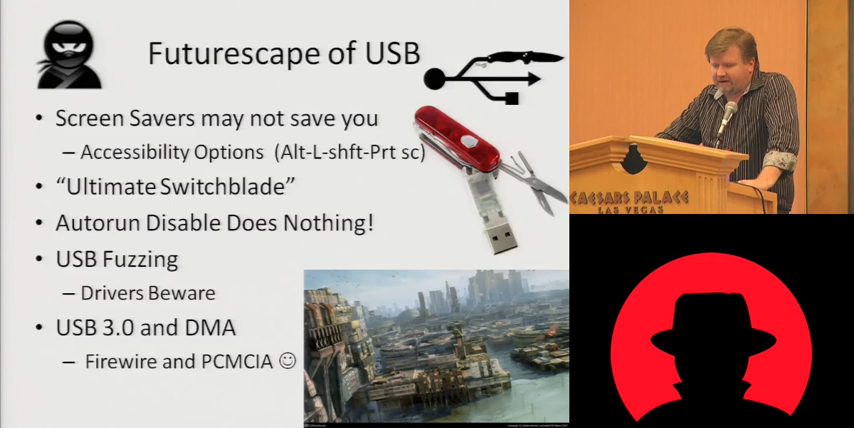 Futurescape of USB
• Screen Savers may not save you
– Accessibility Options (Alt-L-shft-Prt sc)
• “Ultimate Switchblade”
• Autorun Disable Does Nothing!
• USB Fuzzing
– Drivers Beware
• USB 3.0 and DMA
– Firewire and PCMCIA ☺
CAESARS PALACE
LAS VEGAS